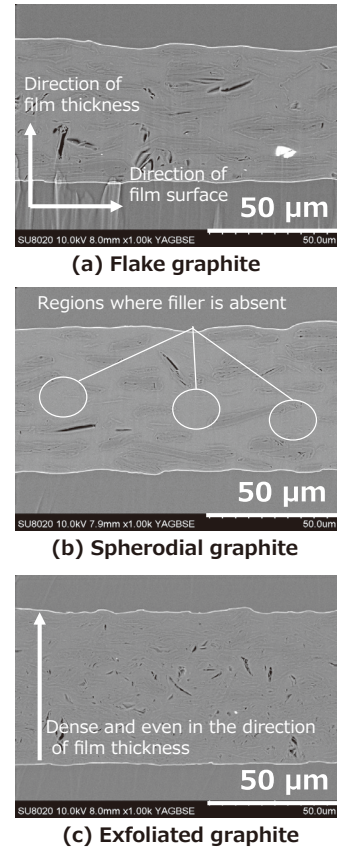 Direction of
film thickness
Direction of
film surface
50 µm
SU8020 10.0kV 8.0mm x1.00k YAGBSE
50.0um
(a) Flake graphite
Regions where filler is absent
50 µm
SU8020 10.0kV 7.9mm x1.00k YAGBSE
50.0um
(b) Spherodial graphite
Dense and even in the direction
of film thickness
50 µm
SU8020 10.0kV 8.0mm x1.00k YAGBSE
50.0um
(c) Exfoliated graphite